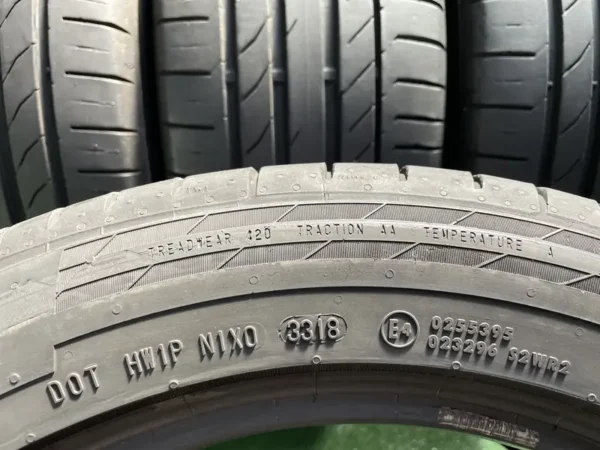 TREADWEAR 420 TRACTION AA TEMPERATURE A
DOT HW1P N1X0 3318 E4 0255395
023296 S2WR2